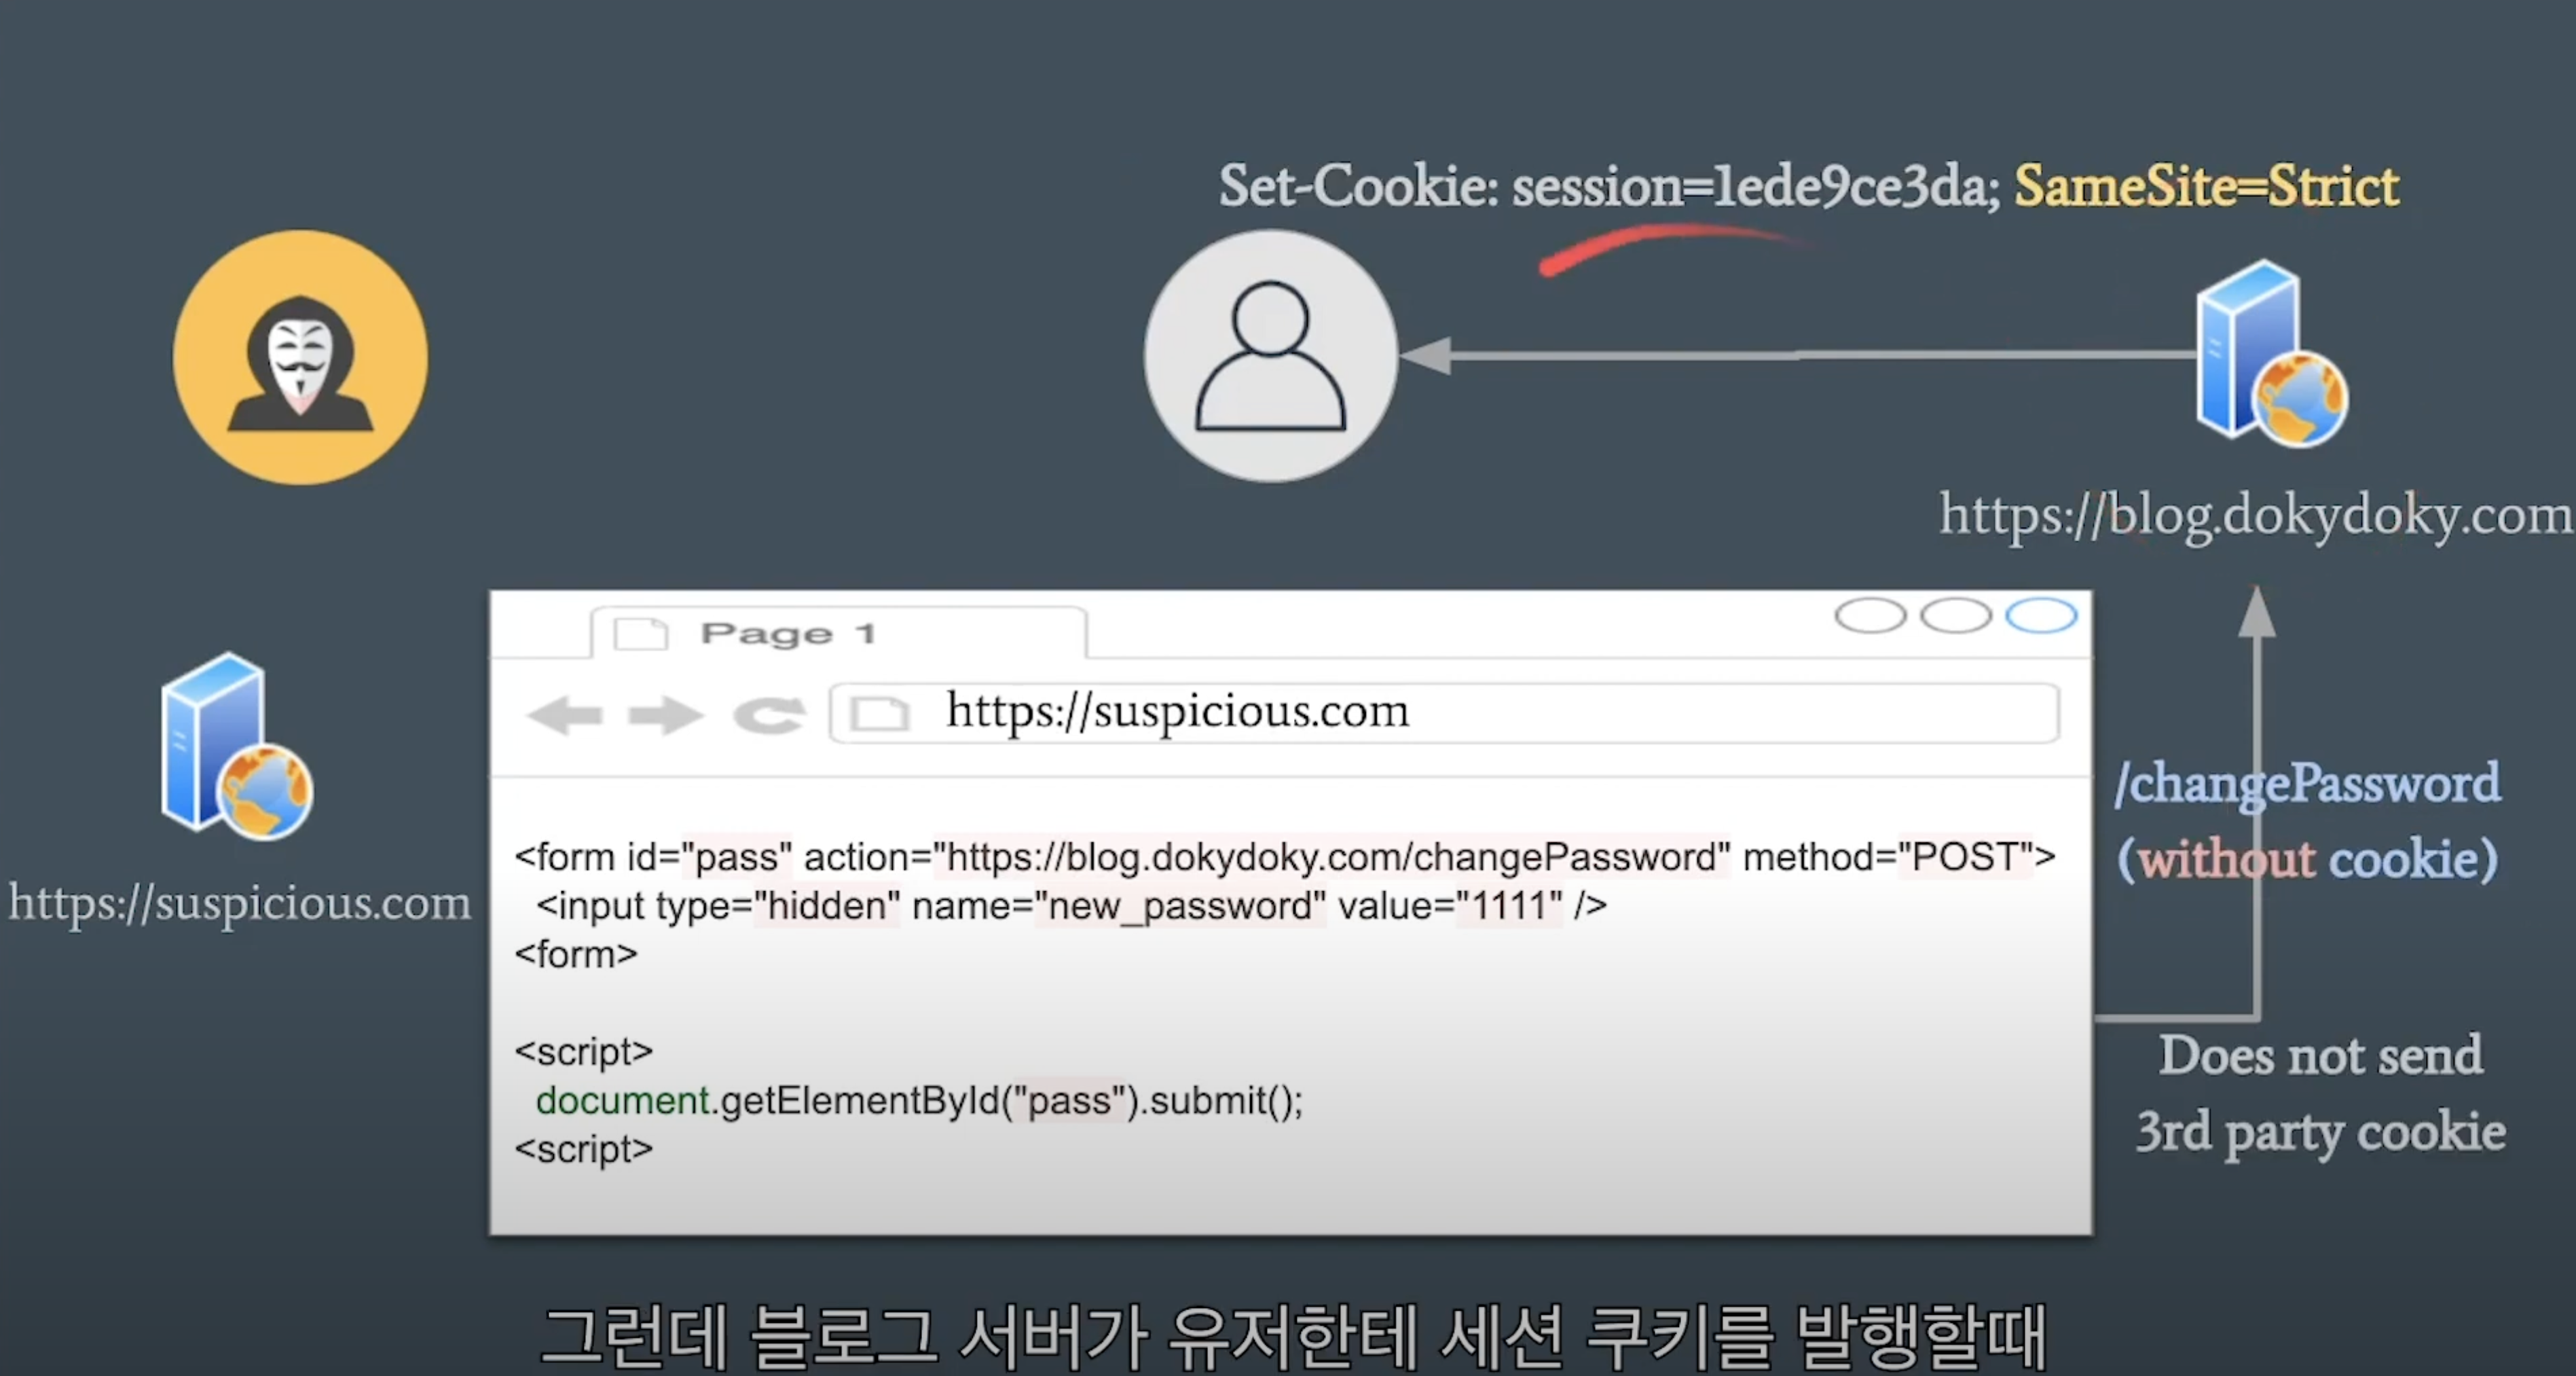 Set-Cookie: session=1ede9ce3da; SameSite=Strict
https://blog.dokydoky.com
Page 1
https://suspicious.com
https://suspicious.com
<form id="pass" action="https://blog.dokydoky.com/changePassword" method="POST">
<input type="hidden" name="new_password" value="1111" />
<form>
<script>
document.getElementById("pass").submit();
<script>
/changePassword
(without cookie)
Does not send
3rd party cookie
그런데 블로그 서버가 유저한테 세션 쿠키를 발행할때